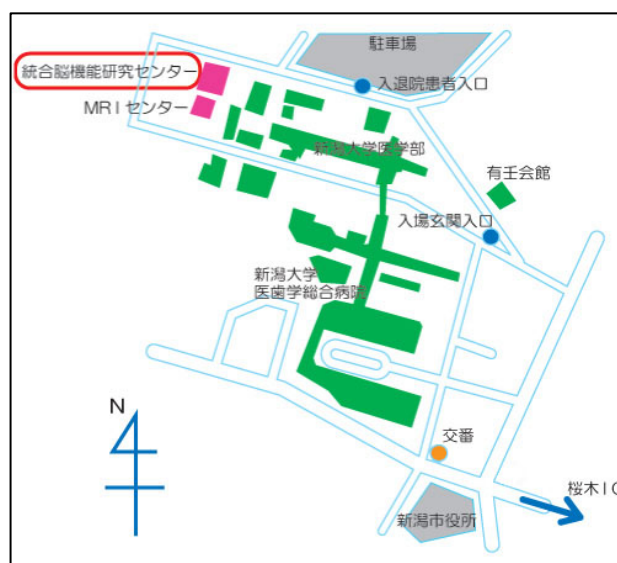 駐車場
統合脳機能研究センター
入退院患者入口
MRIセンター
新潟大学医学部
有壬会館
入場玄関入口
新潟大学
医歯学総合病院
N
交番
桜木IC
新潟市役所